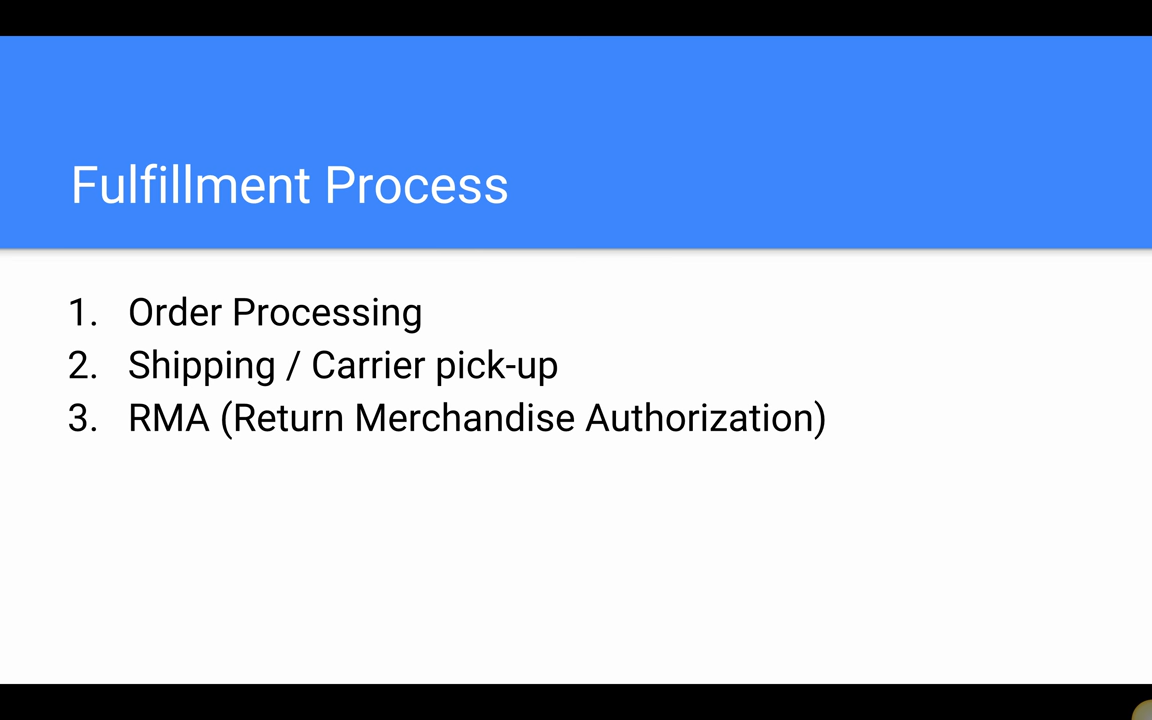 Fulfillment Process
1. Order Processing
2. Shipping / Carrier pick-up
3. RMA (Return Merchandise Authorization)